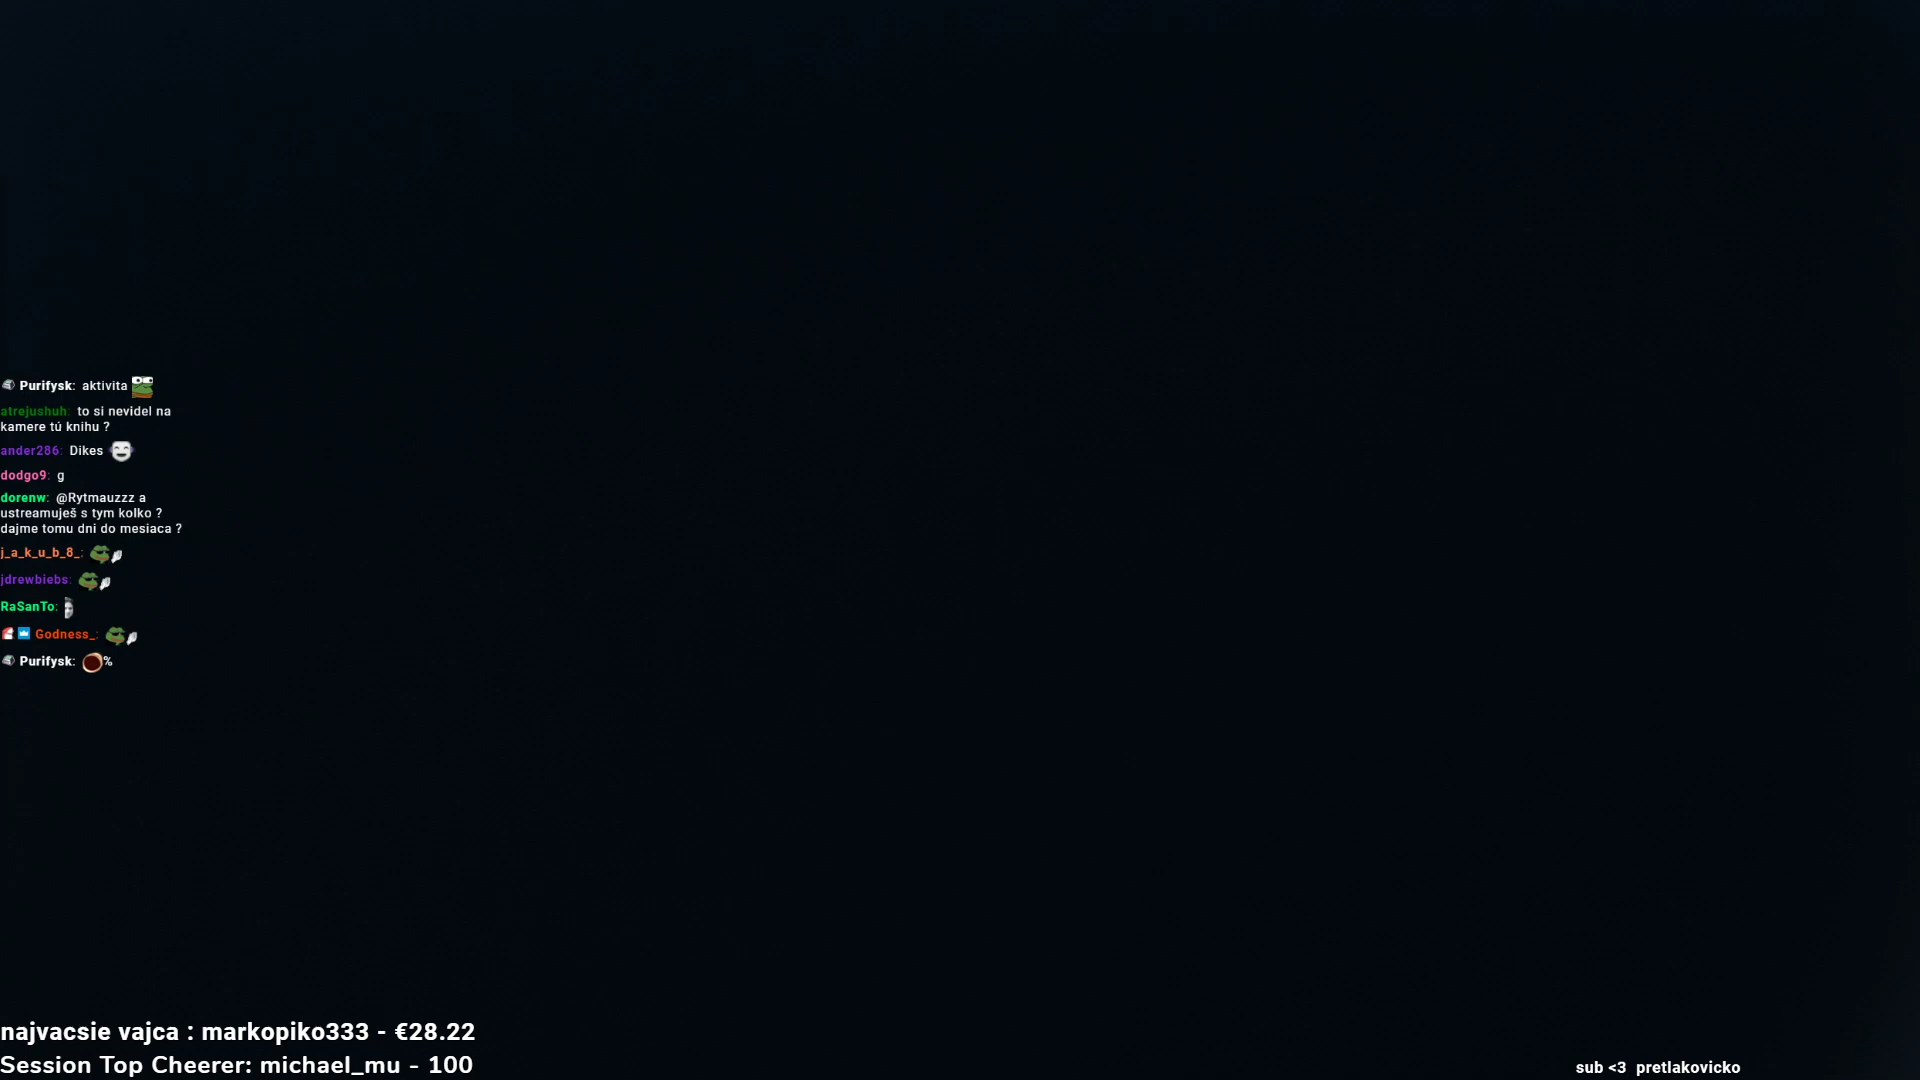 Purifysk: aktivita
atrejushuh: to si nevidel na
kamere tú knihu ?
ander286: Dikes
dodgo9: g
dorenw: @Rytmauzzz a
ustreamuješ s tym kolko ?
dajme tomu dni do mesiaca ?
j_a_k_u_b_8_:
jdrewbiebs:
RaSanTo:
Godness_:
Purifysk: %
najvacsie vajca : markopiko333 - €28.22
Session Top Cheerer: michael_mu - 100
sub <3 pretlakovicko